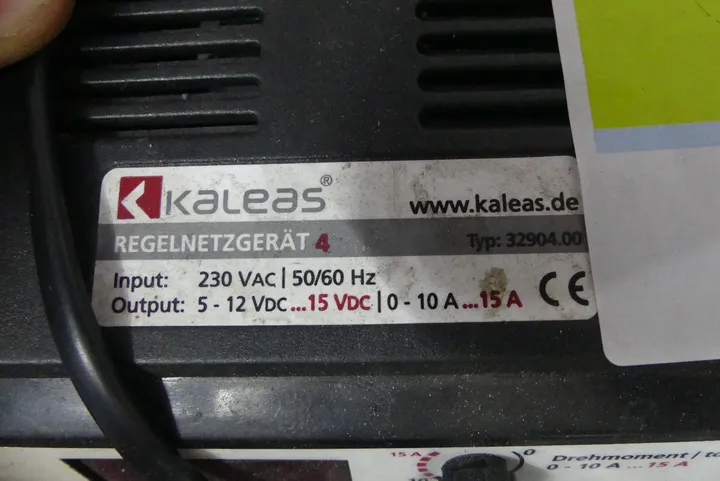 KALEAS®
www.kaleas.de
REGELNETZGERÄT 4
Typ: 32904.00
Input: 230 VAC | 50/60 Hz
Output: 5 - 12 VDC ...15 VDC | 0 - 10 A ...15 A CE
15 A
0
Drehmoment /
0 - 10 A ... 15 A